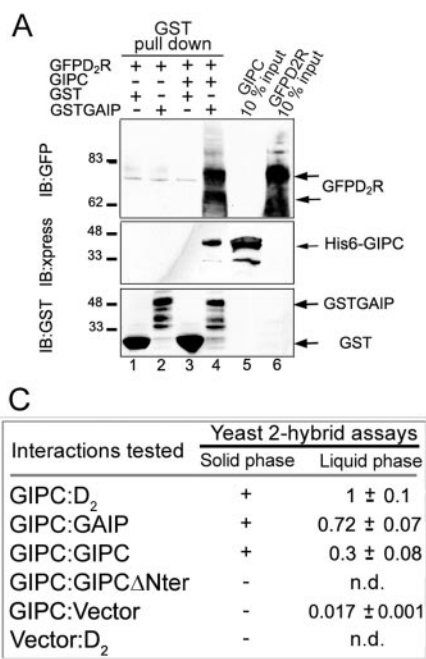 A
GST
pull down
GFPD₂R + + + +
GIPC - - + +
GST + - + -
GSTGAIP - + - +
GIPC
10 % input
GFPD2R
10 % input
IB:GFP
83
62
GFPD₂R
IB:xpress
48
33
His6-GIPC
IB:GST
48
33
GSTGAIP
GST
1 2 3 4 5 6
C
Interactions tested
Yeast 2-hybrid assays
Solid phase Liquid phase
GIPC:D₂ + 1 ± 0.1
GIPC:GAIP + 0.72 ± 0.07
GIPC:GIPC + 0.3 ± 0.08
GIPC:GIPCΔNter - n.d.
GIPC:Vector - 0.017 ±0.001
Vector:D₂ - n.d.